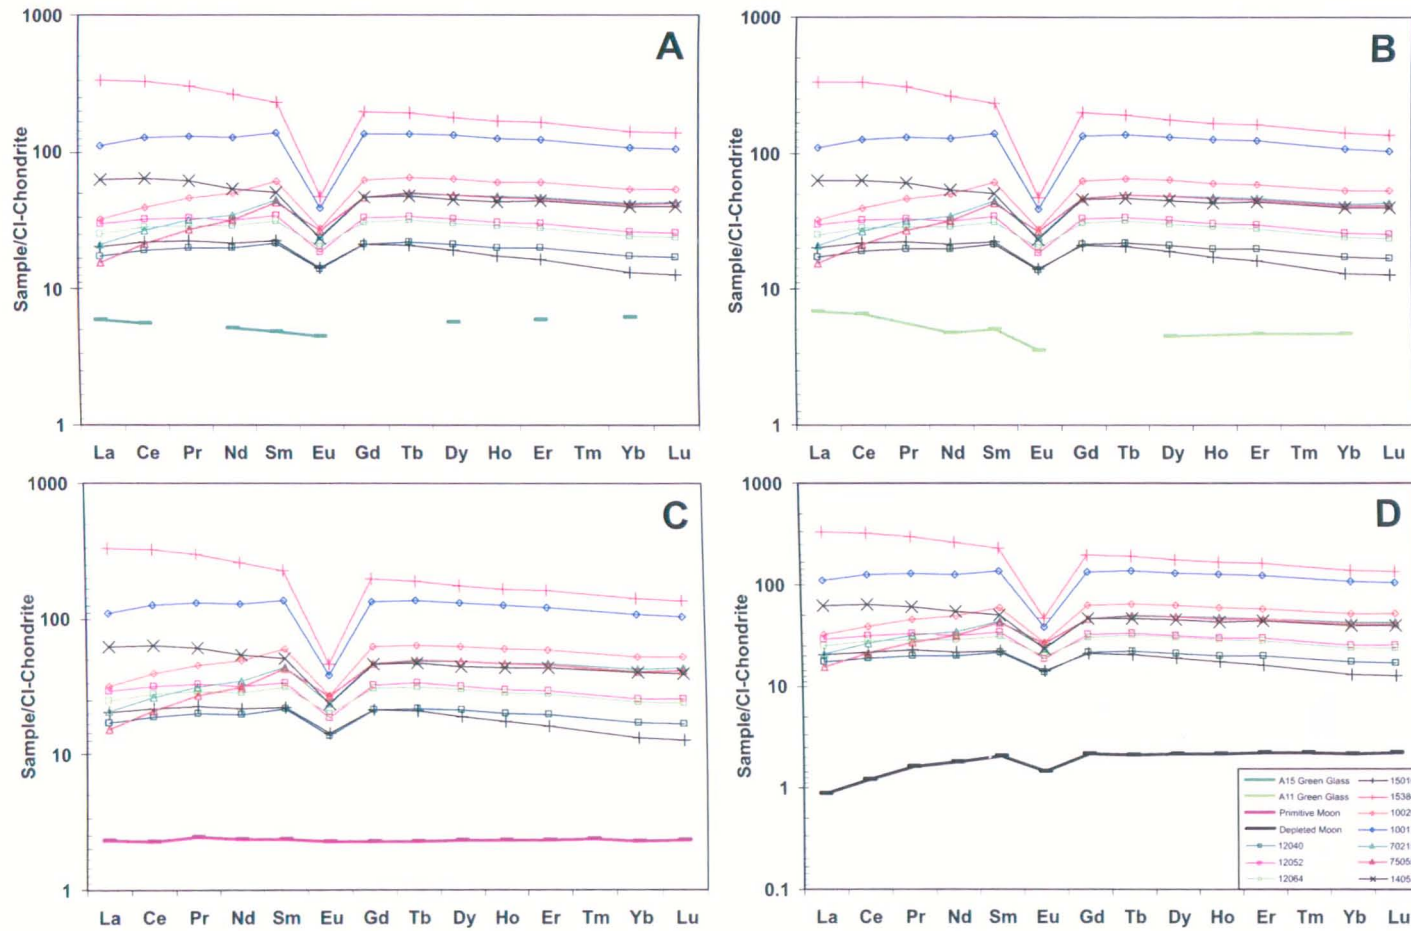 1000
100
10
1
Sample/CI-Chondrite
A
La Ce Pr Nd Sm Eu Gd Tb Dy Ho Er Tm Yb Lu
1000
100
10
1
Sample/CI-Chondrite
B
La Ce Pr Nd Sm Eu Gd Tb Dy Ho Er Tm Yb Lu
1000
100
10
1
Sample/CI-Chondrite
C
La Ce Pr Nd Sm Eu Gd Tb Dy Ho Er Tm Yb Lu
1000
100
10
1
0.1
Sample/CI-Chondrite
D
A15 Green Glass
A11 Green Glass
Primitive Moon
Depleted Moon
12040
12052
12064
La Ce Pr Nd Sm Eu Gd Tb Dy Ho Er Tm Yb Lu